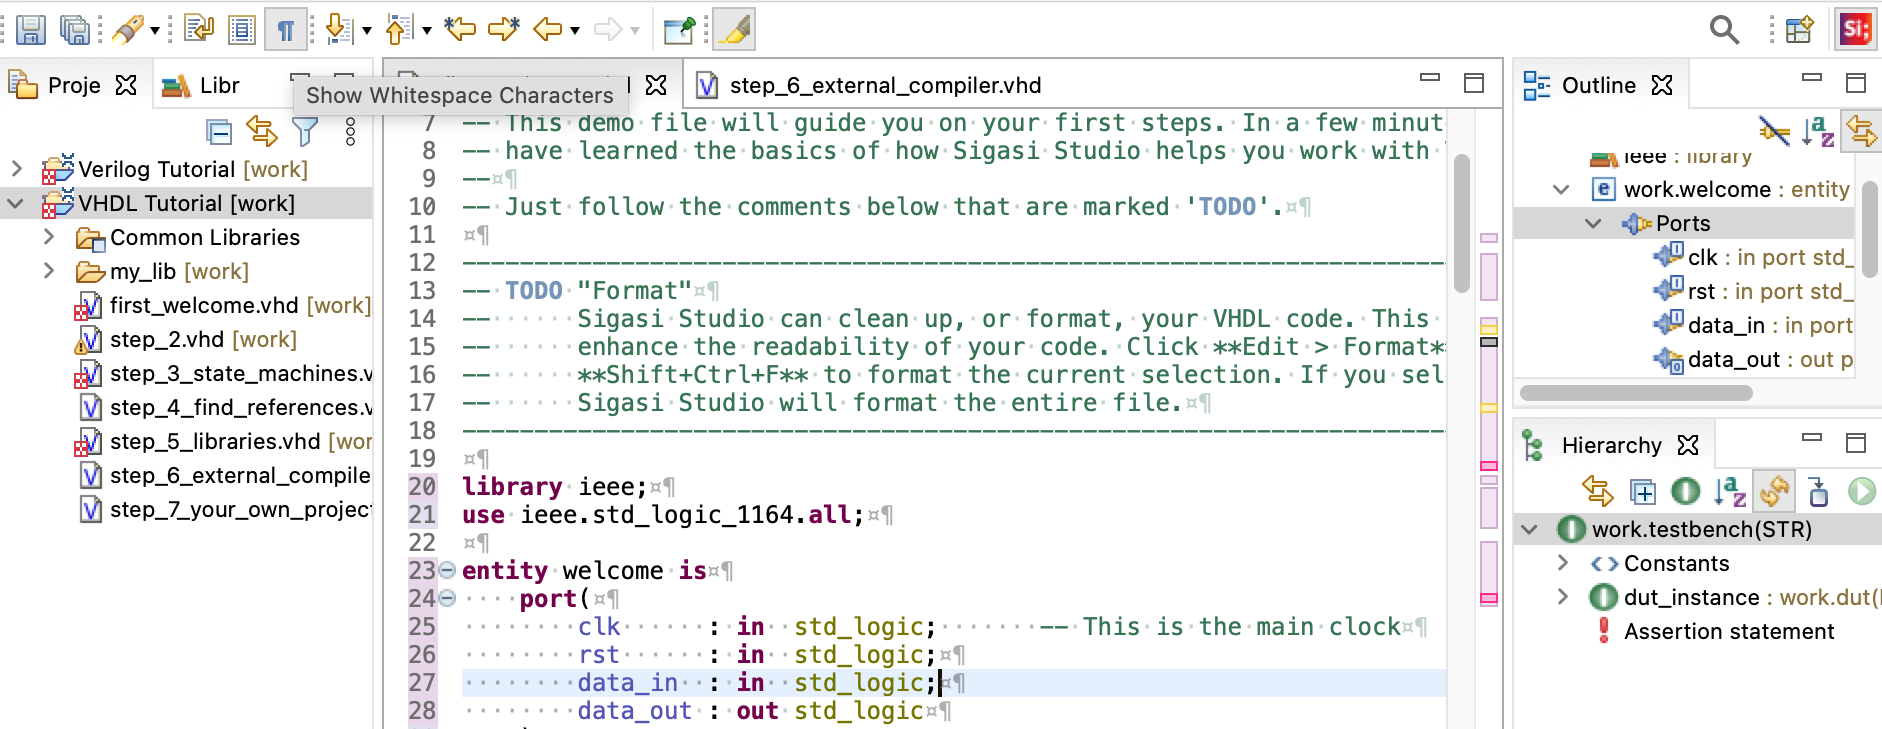 Si;
Proje
Libr
Show Whitespace Characters
step_6_external_compiler.vhd
Outline
Verilog Tutorial [work]
VHDL Tutorial [work]
Common Libraries
my_lib [work]
first_welcome.vhd [work]
step_2.vhd [work]
step_3_state_machines.v
step_4_find_references.v
step_5_libraries.vhd [wor
step_6_external_compile
step_7_your_own_project
7 -- This demo file will guide you on your first steps. In a few minut
8 -- have learned the basics of how Sigasi Studio helps you work with
9 --¤¶
10 -- Just follow the comments below that are marked 'TODO'.¤¶
11 ¤¶
12 --------------------------------------------------------------------
13 -- TODO "Format"¤¶
14 -- Sigasi Studio can clean up, or format, your VHDL code. This
15 -- enhance the readability of your code. Click **Edit > Format*
16 -- **Shift+Ctrl+F** to format the current selection. If you sel
17 -- Sigasi Studio will format the entire file.¤¶
18 --------------------------------------------------------------------
19 ¤¶
20 library ieee;¤¶
21 use ieee.std_logic_1164.all;¤¶
22 ¤¶
23 entity welcome is¤¶
24 ····port(¤¶
25 ········clk······: in··std_logic;·······-- This is the main clock¤¶
26 ········rst······: in··std_logic;¤¶
27 ········data_in··: in··std_logic;¤¶
28 ········data_out·: out·std_logic¤¶
ieee : library
work.welcome : entity
Ports
clk : in port std_
rst : in port std_
data_in : in port
data_out : out p
Hierarchy
work.testbench(STR)
Constants
dut_instance : work.dut(
Assertion statement